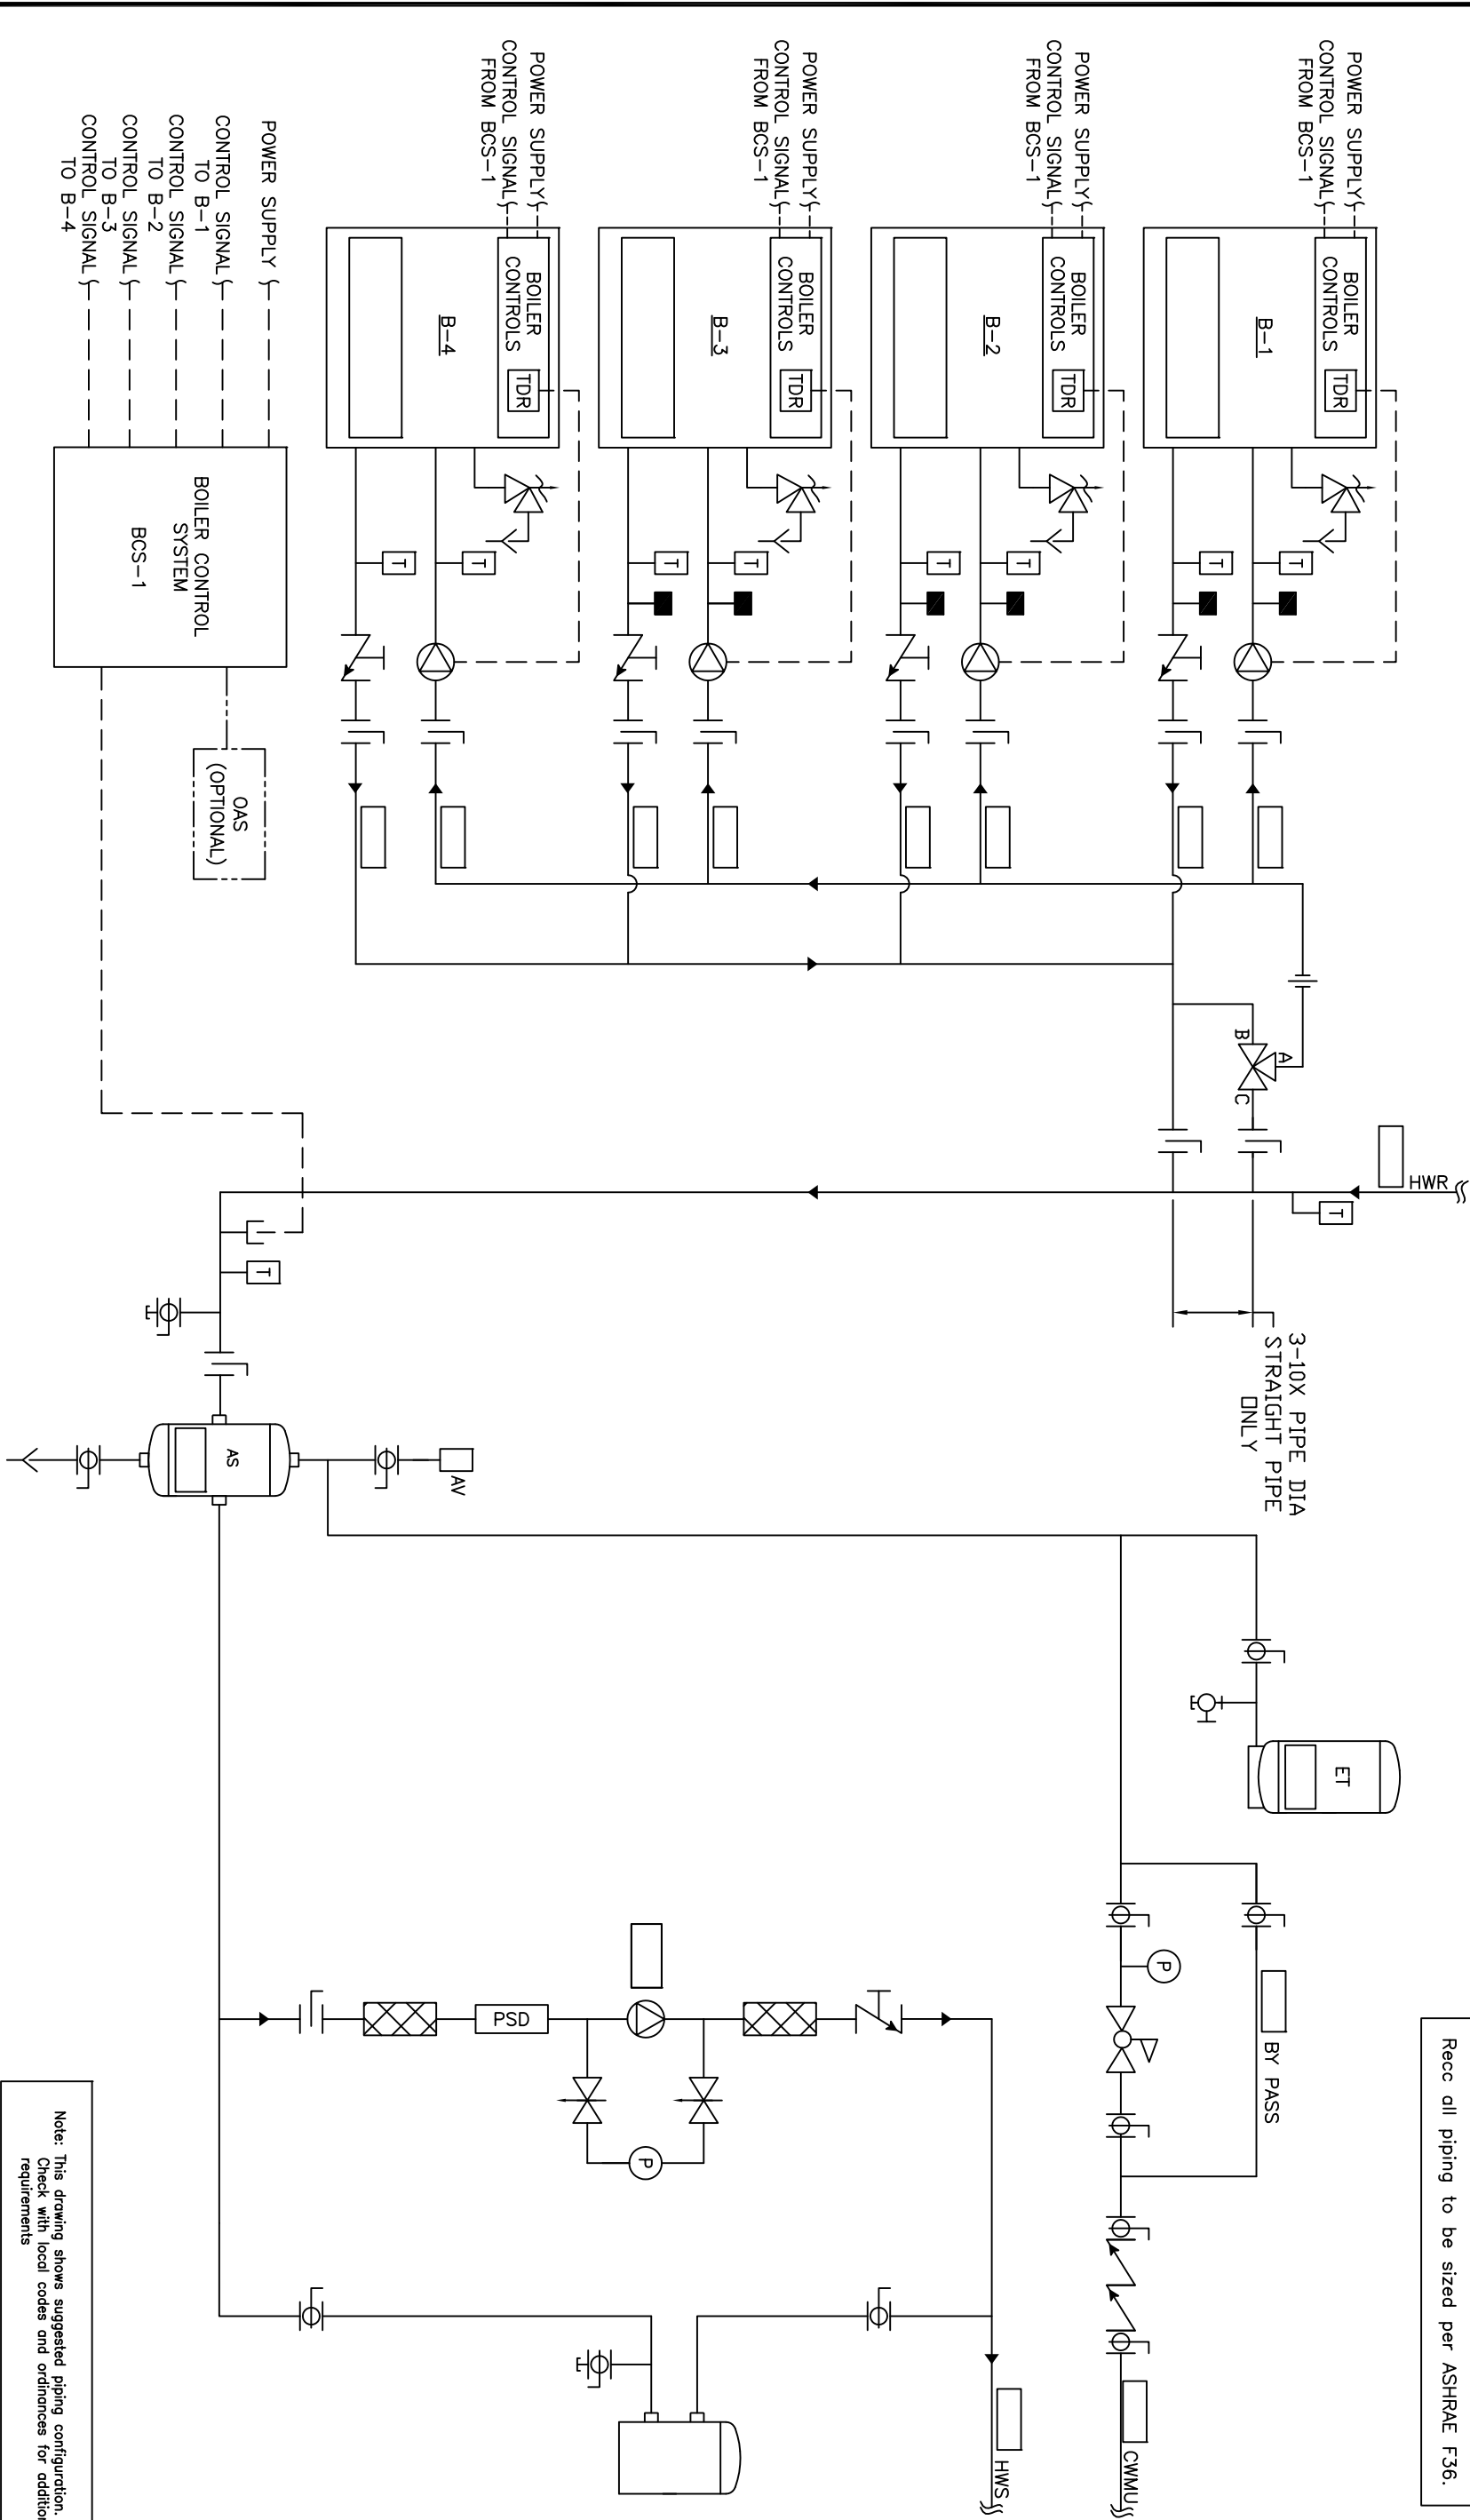 Recc all piping to be sized per ASHRAE F36.
POWER SUPPLY
CONTROL SIGNAL
FROM BCS-1
BOILER
CONTROLS
TDR
B-1
T
T
POWER SUPPLY
CONTROL SIGNAL
FROM BCS-1
BOILER
CONTROLS
TDR
B-2
T
T
POWER SUPPLY
CONTROL SIGNAL
FROM BCS-1
BOILER
CONTROLS
TDR
B-3
T
T
POWER SUPPLY
CONTROL SIGNAL
FROM BCS-1
BOILER
CONTROLS
TDR
B-4
T
T
POWER SUPPLY
CONTROL SIGNAL
TO B-1
CONTROL SIGNAL
TO B-2
CONTROL SIGNAL
TO B-3
CONTROL SIGNAL
TO B-4
BOILER CONTROL
SYSTEM
BCS-1
OAS
(OPTIONAL)
A
B
C
HWR
T
3-10X PIPE DIA
STRAIGHT PIPE
ONLY
T
AS
AV
ET
P
BY PASS
CWMU
PSD
P
HWS
Note: This drawing shows suggested piping configuration.
Check with local codes and ordinances for
requirements